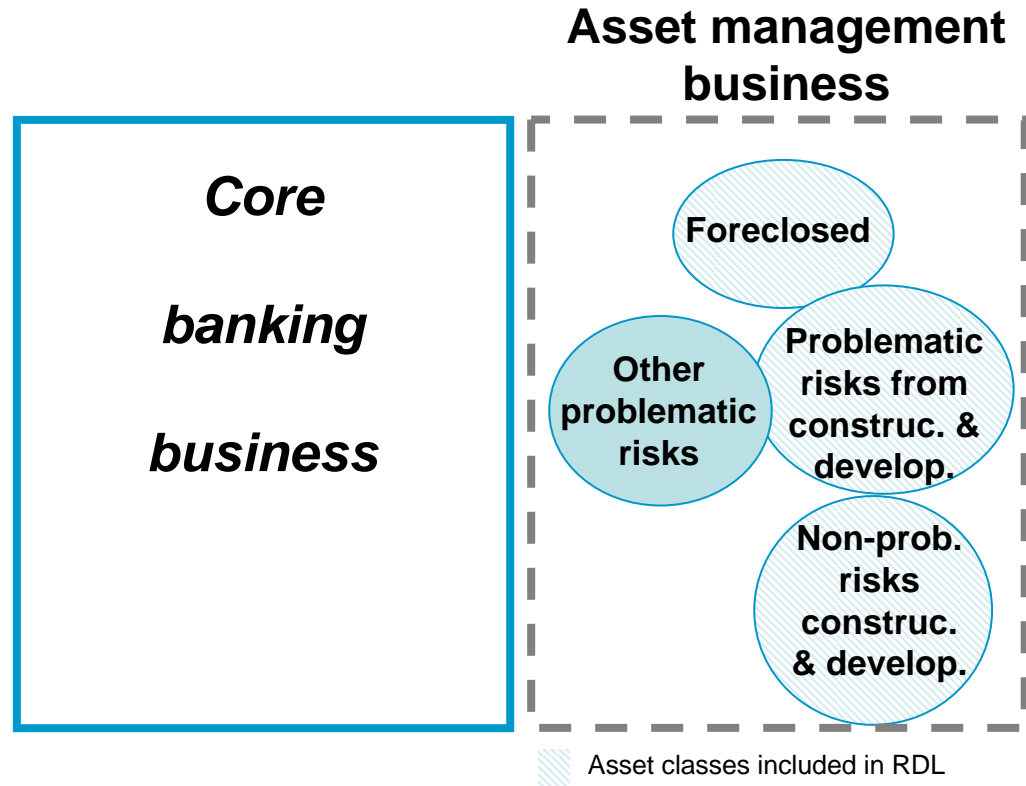 Asset management
business
Core
banking
business
Foreclosed
Problematic
risks from
construc. &
develop.
Other
problematic
risks
Non-prob.
risks
construc.
& develop.
Asset classes included in RDL